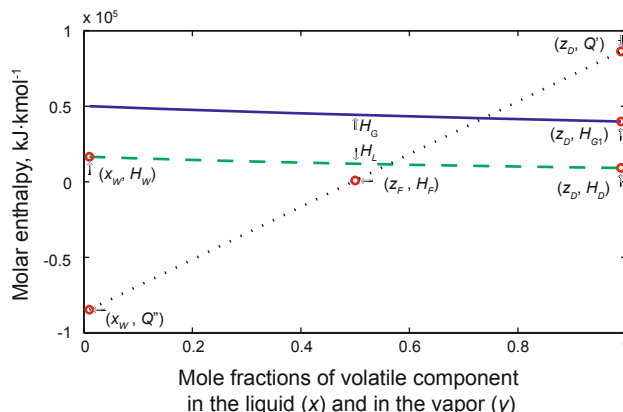 x 10⁵
1
(z_D, Q')
0.5
H_G
(z_D, H_G1)
H_L
(x_W, H_W)
0
(z_F , H_F)
(z_D, H_D)
-0.5
(x_W , Q")
-1
0 0.2 0.4 0.6 0.8 1
Molar enthalpy, kJ·kmol⁻¹
Mole fractions of volatile component
in the liquid (x) and in the vapor (y)